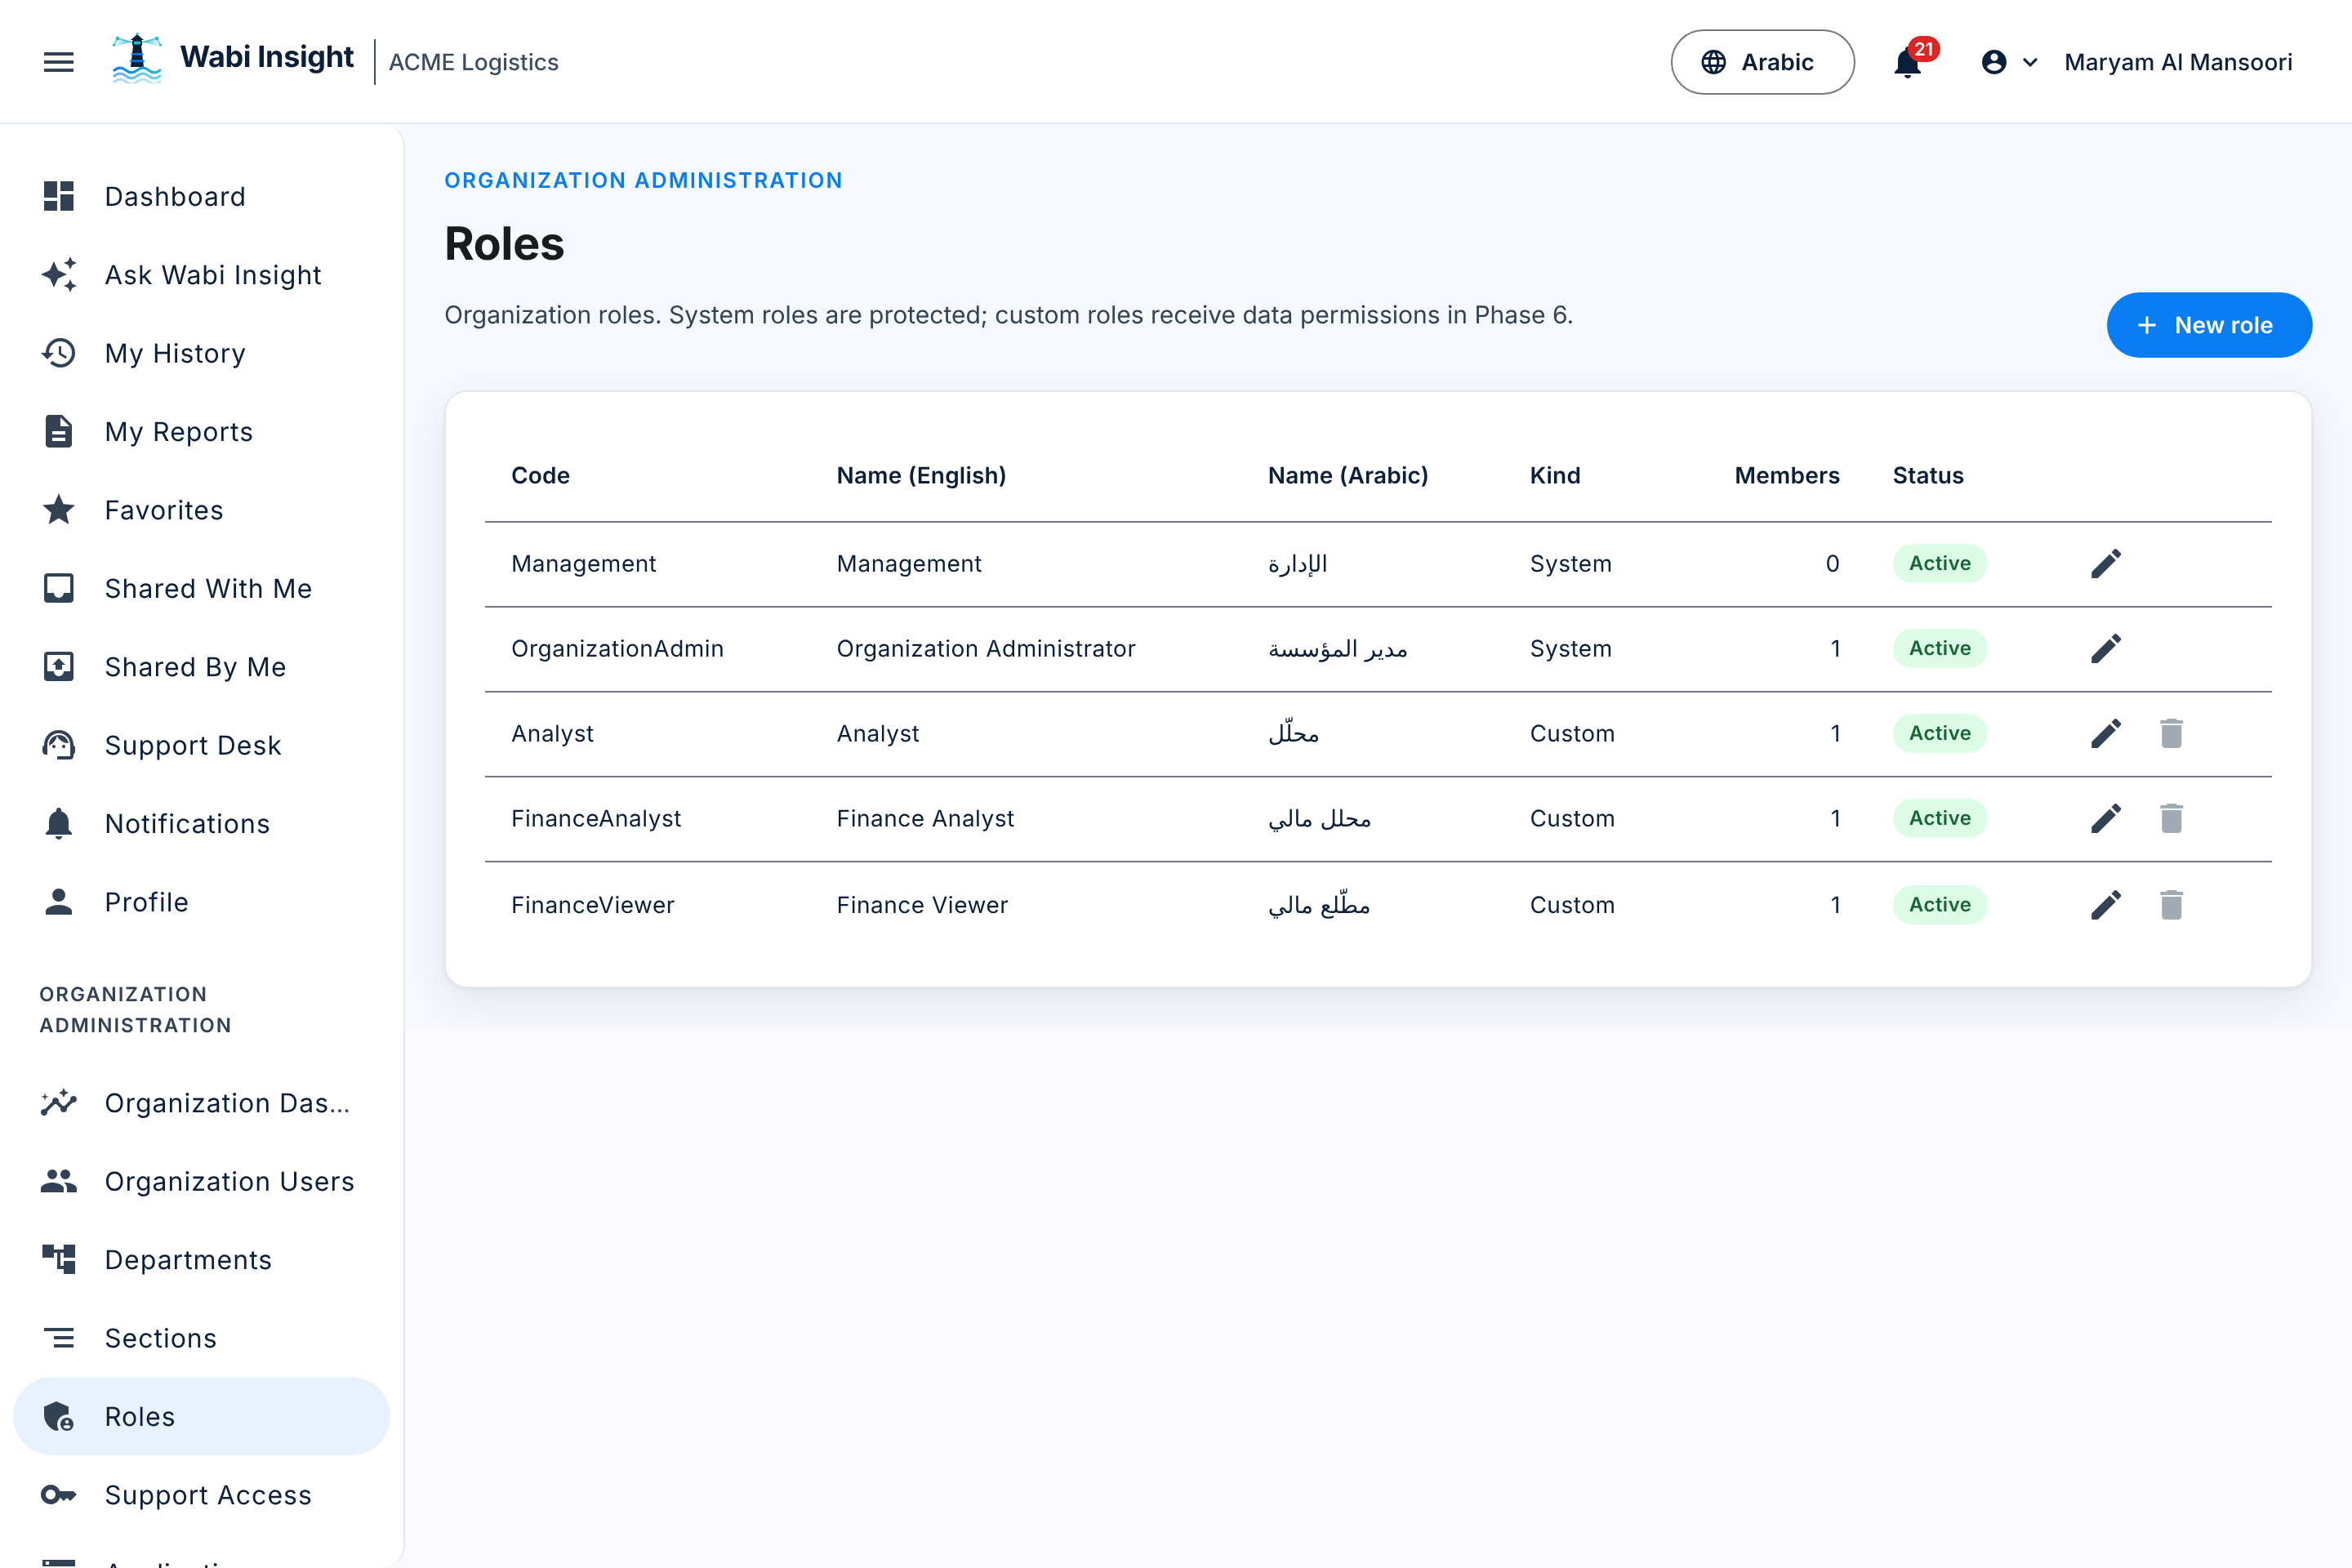 Wabi Insight
ACME Logistics
Arabic
21
Maryam Al Mansoori
Dashboard
Ask Wabi Insight
My History
My Reports
Favorites
Shared With Me
Shared By Me
Support Desk
Notifications
Profile
ORGANIZATION
ADMINISTRATION
Organization Das...
Organization Users
Departments
Sections
Roles
Support Access
ORGANIZATION ADMINISTRATION
Roles
Organization roles. System roles are protected; custom roles receive data permissions in Phase 6.
New role
Code Name (English) Name (Arabic) Kind Members Status
Management Management الإدارة System 0 Active
OrganizationAdmin Organization Administrator مدير المؤسسة System 1 Active
Analyst Analyst محلّل Custom 1 Active
FinanceAnalyst Finance Analyst محلل مالي Custom 1 Active
FinanceViewer Finance Viewer مطّلع مالي Custom 1 Active